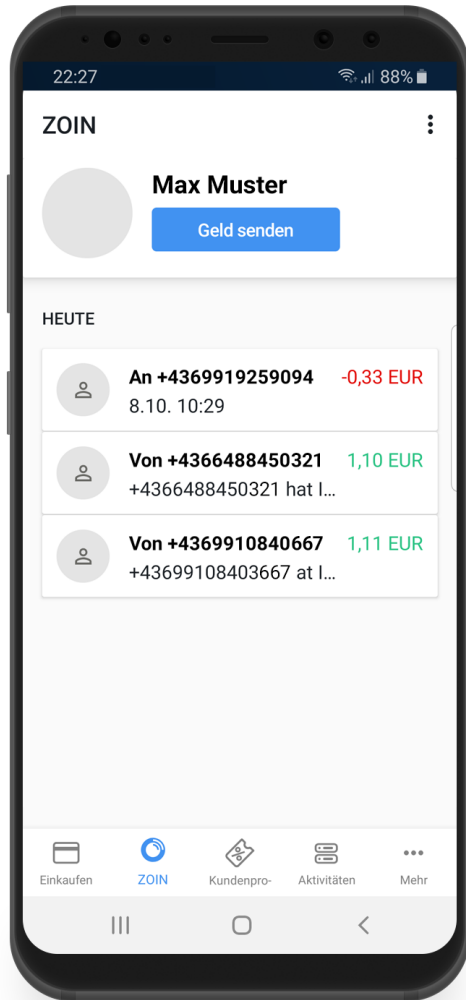 22:27 88%
ZOIN
Max Muster
Geld senden
HEUTE
An +4369919259094 -0,33 EUR
8.10. 10:29
Von +4366488450321 1,10 EUR
+4366488450321 hat I...
Von +4369910840667 1,11 EUR
+43699108403667 at I...
Einkaufen ZOIN Kundenpro- Aktivitäten Mehr